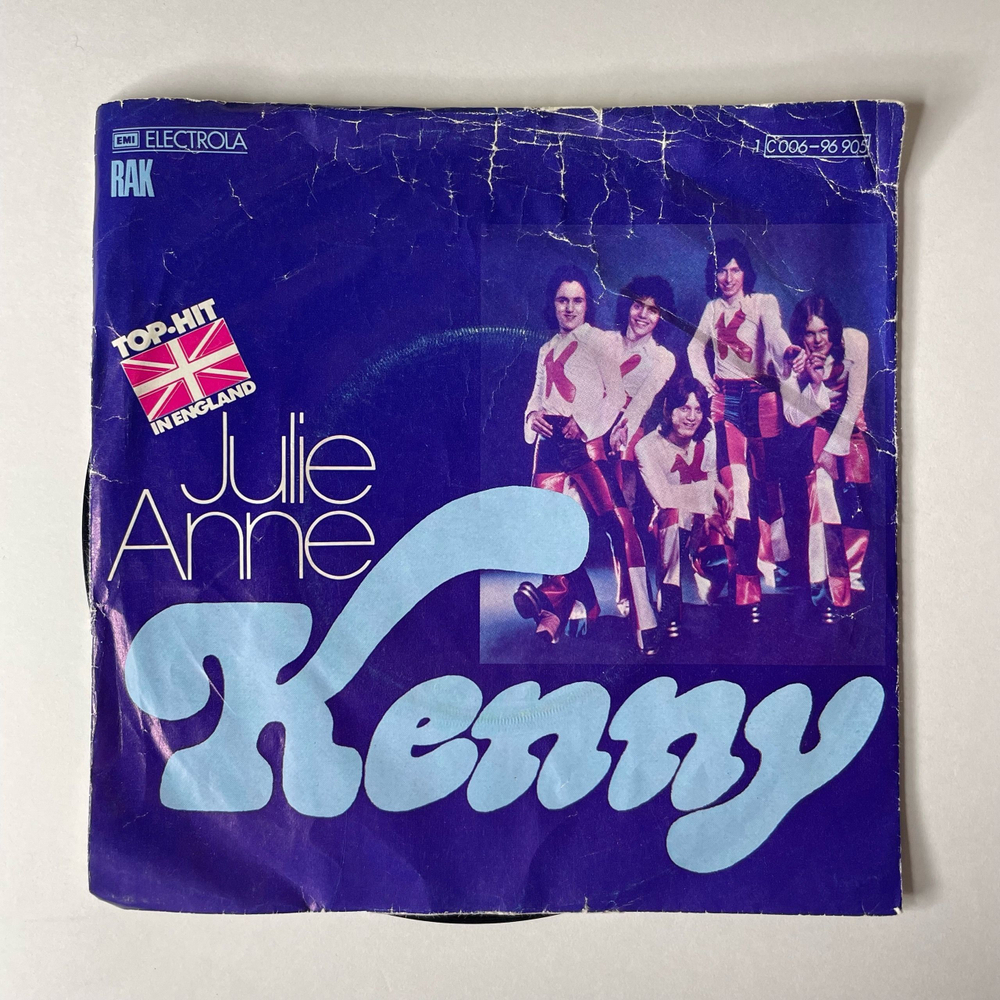 EMI ELECTROLA
RAK
1 C 006-96 905
TOP-HIT
IN ENGLAND
Julie
Anne
Kenny
K
K
K